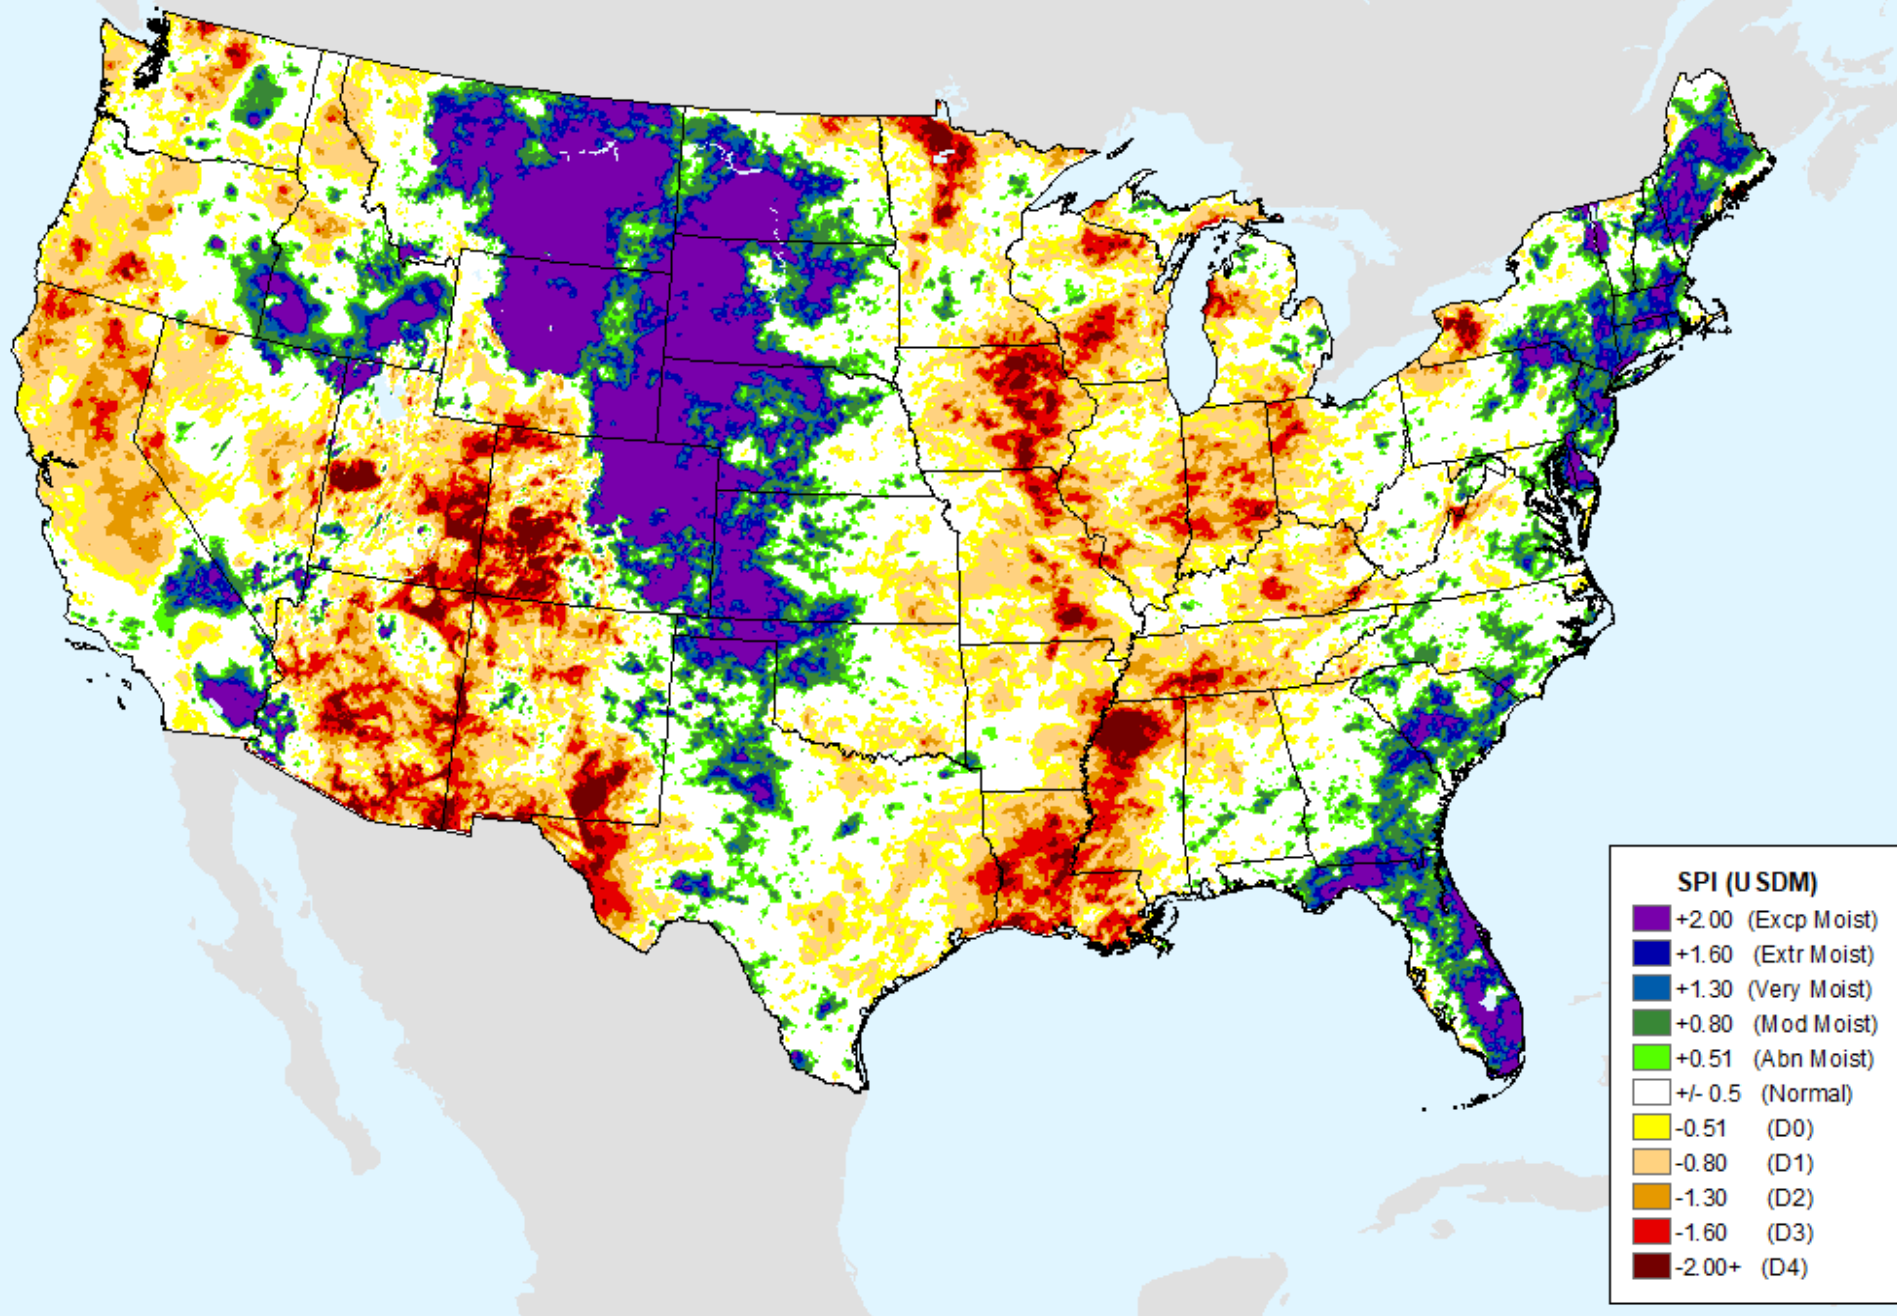 SPI (USDM)
+2.00 (Excp Moist)
+1.60 (Extr Moist)
+1.30 (Very Moist)
+0.80 (Mod Moist)
+0.51 (Abn Moist)
+/- 0.5 (Normal)
-0.51 (D0)
-0.80 (D1)
-1.30 (D2)
-1.60 (D3)
-2.00+ (D4)